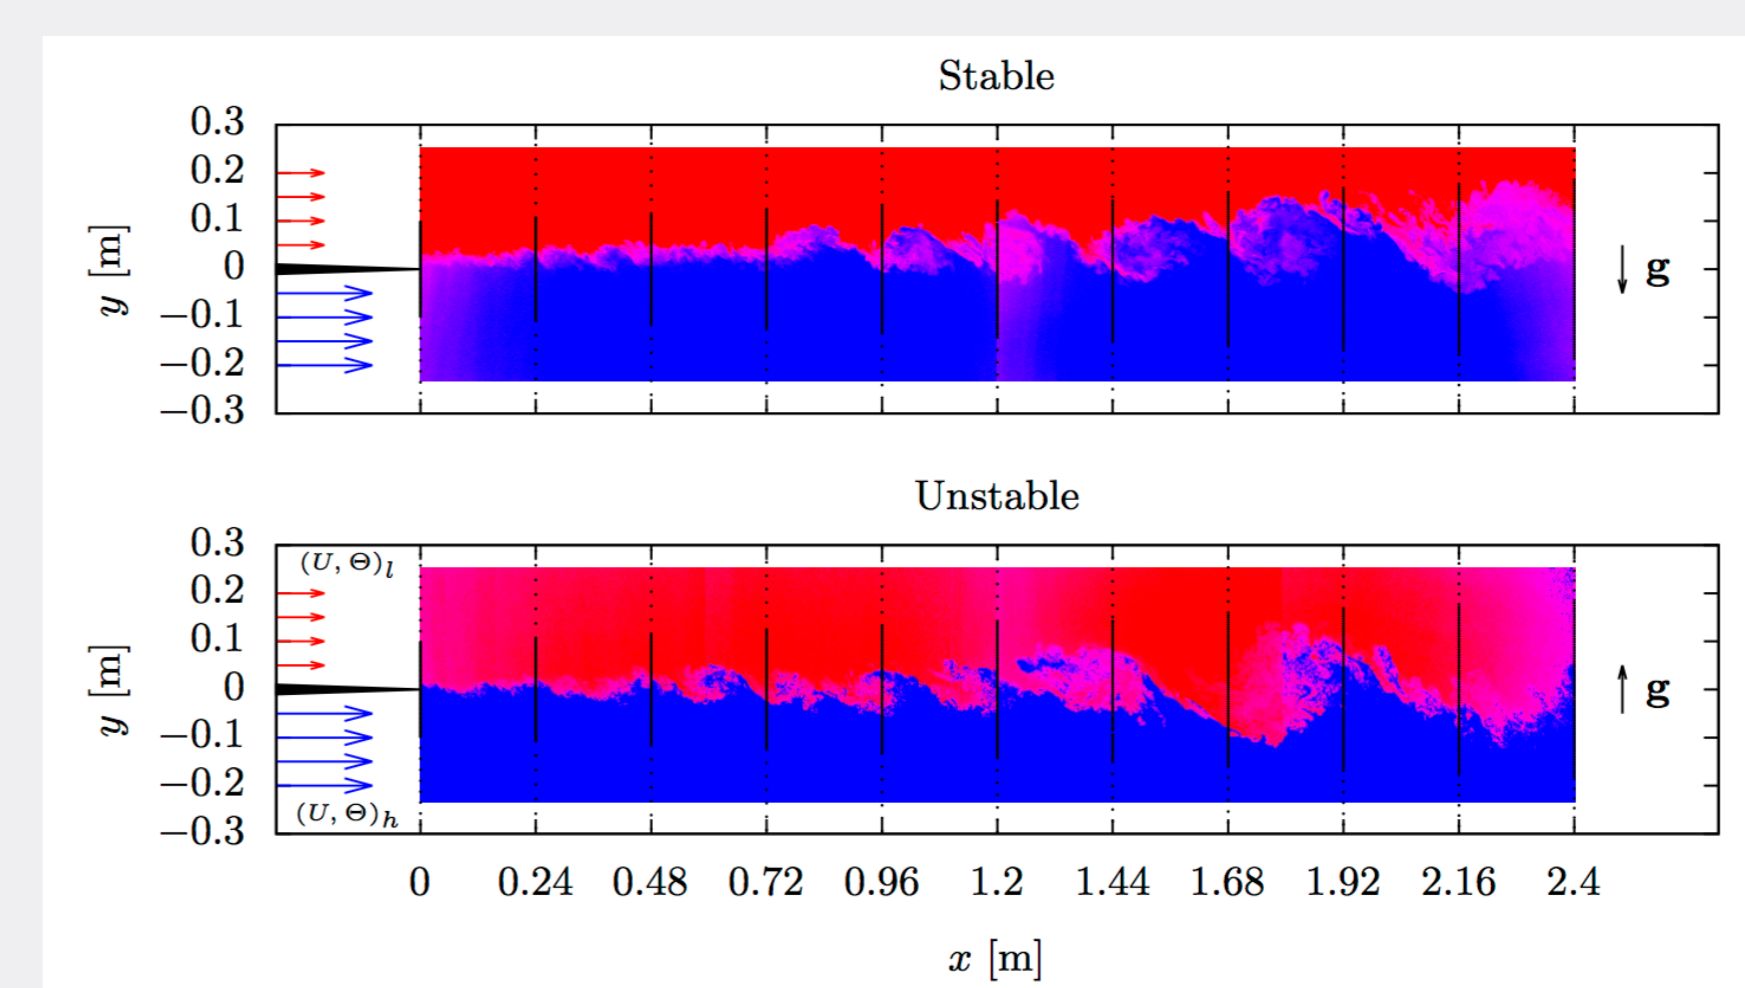 Stable
0.3
0.2
0.1
0
−0.1
−0.2
−0.3
y [m]
g
Unstable
0.3
0.2
0.1
0
−0.1
−0.2
−0.3
y [m]
(U, Θ)l
(U, Θ)h
g
0 0.24 0.48 0.72 0.96 1.2 1.44 1.68 1.92 2.16 2.4
x [m]